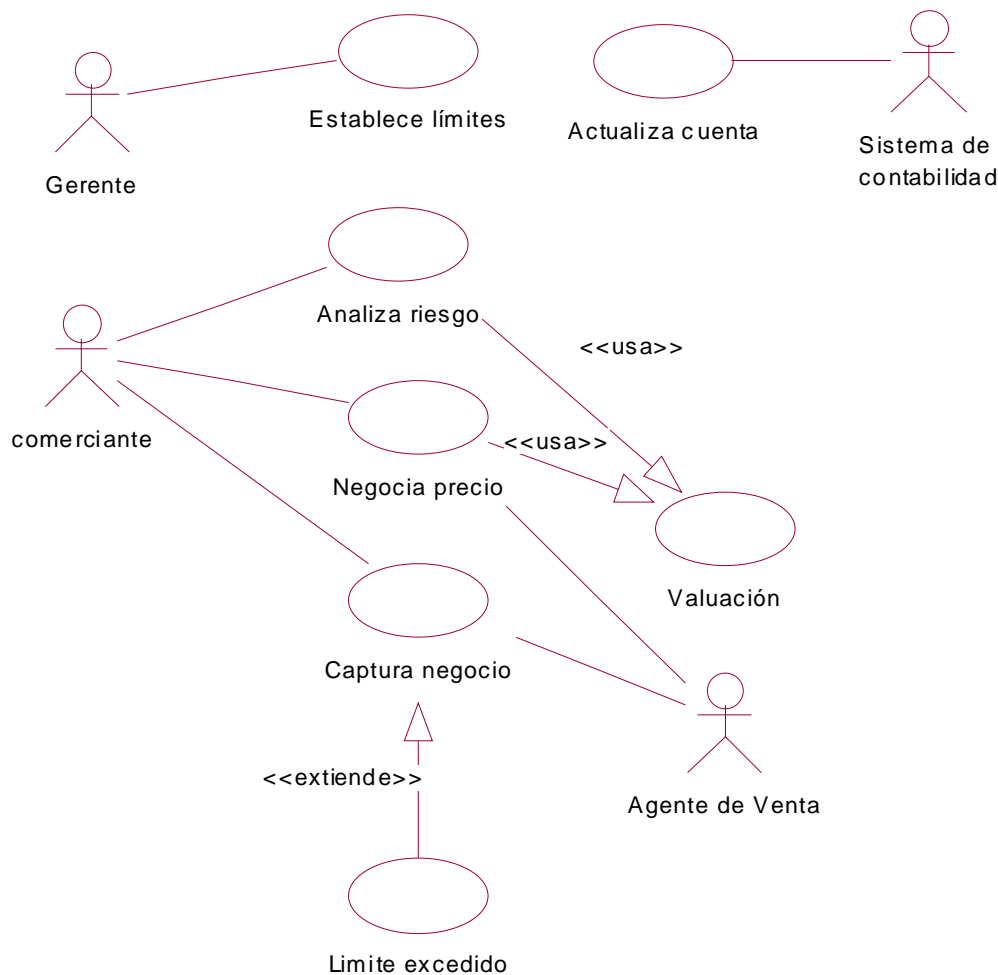 Establece límites
Actualiza cuenta
Gerente
Sistema de
contabilidad
Analiza riesgo
<<usa>>
comerciante
<<usa>>
Negocia precio
Valuación
Captura negocio
<<extiende>>
Agente de Venta
Limite excedido